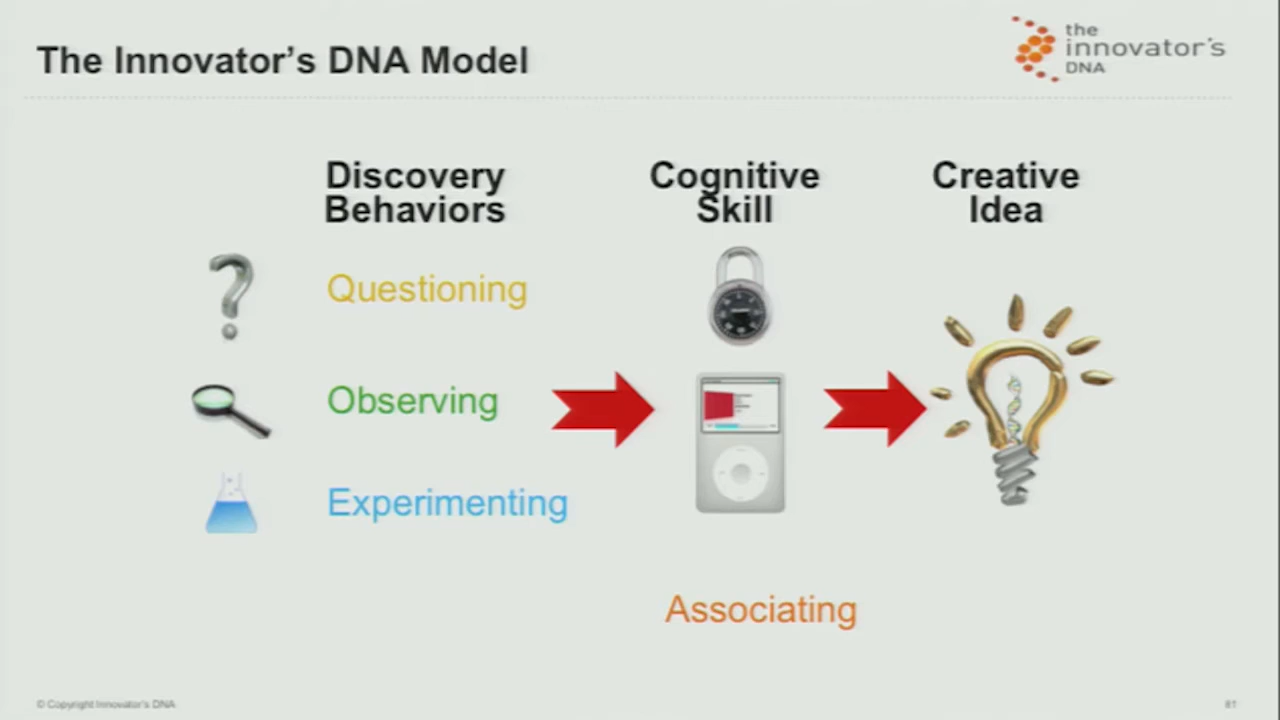 The Innovator's DNA Model
the
innovator's
DNA
Discovery
Behaviors
Cognitive
Skill
Creative
Idea
Questioning
Observing
Experimenting
Associating
© Copyright Innovator's DNA
81